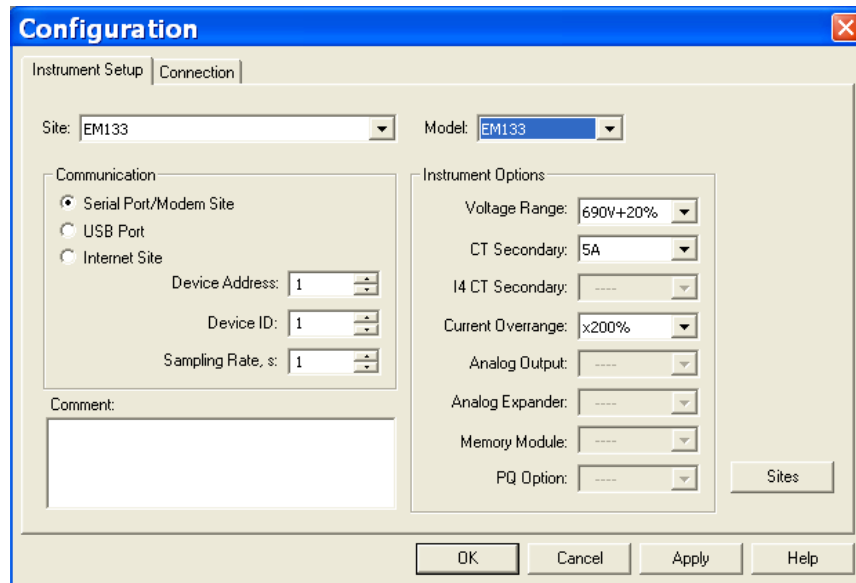 Configuration
Instrument Setup
Connection
Site: EM133
Model: EM133
Communication
Serial Port/Modem Site
USB Port
Internet Site
Device Address: 1
Device ID: 1
Sampling Rate, s: 1
Comment:
Instrument Options
Voltage Range: 690V+20%
CT Secondary: 5A
I4 CT Secondary: ----
Current Overrange: x200%
Analog Output: ----
Analog Expander: ----
Memory Module: ----
PQ Option: ----
Sites
OK Cancel Apply Help